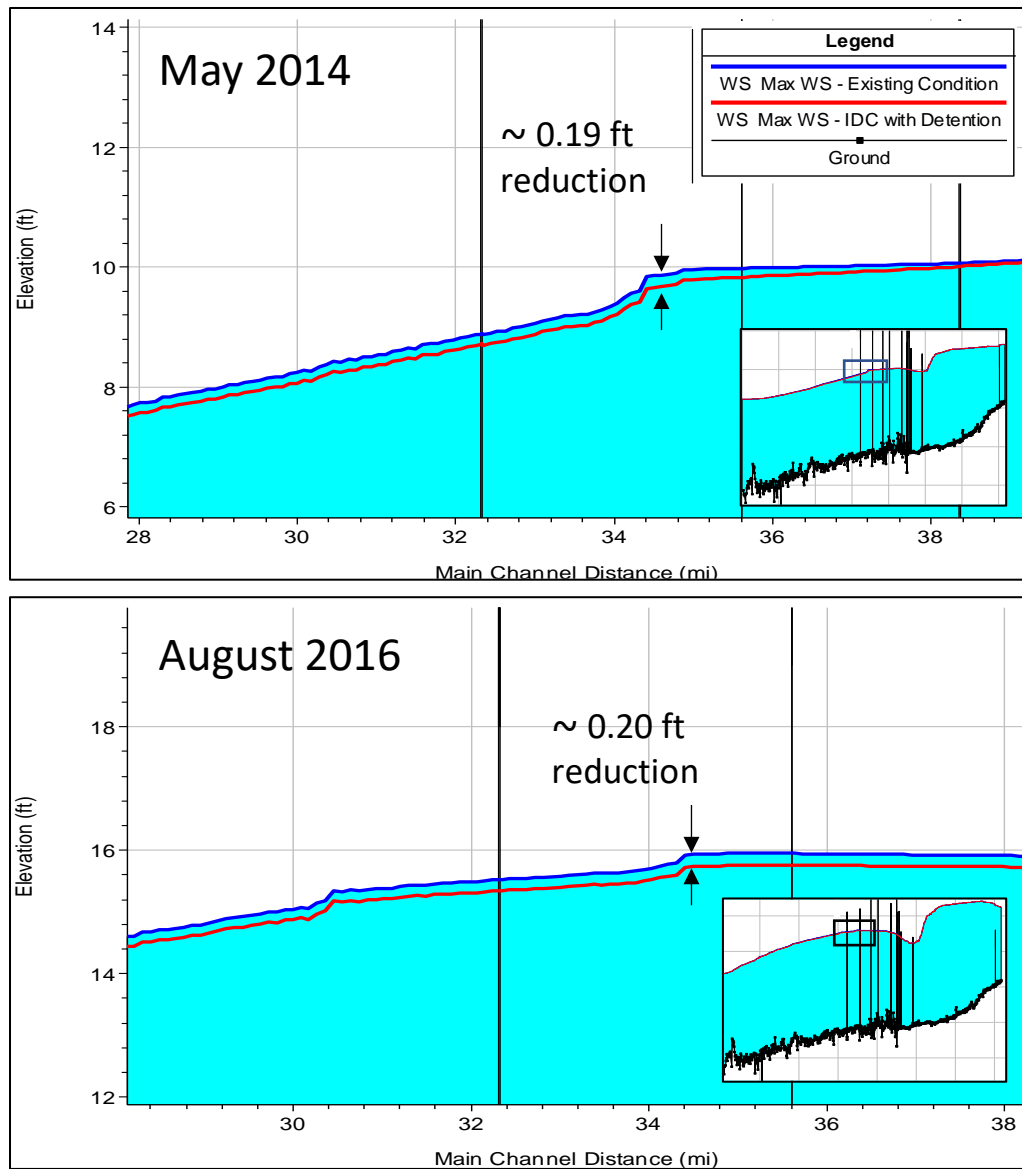 May 2014
Legend
WS Max WS - Existing Condition
WS Max WS - IDC with Detention
Ground
~ 0.19 ft
reduction
Elevation (ft)
14
12
10
8
6
28 30 32 34 36 38
Main Channel Distance (mi)
August 2016
~ 0.20 ft
reduction
Elevation (ft)
18
16
14
12
30 32 34 36 38
Main Channel Distance (mi)